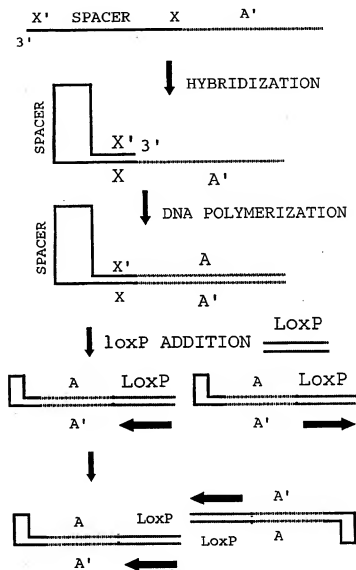 X' SPACER X A'
3'
HYBRIDIZATION
SPACER
X' 3'
X A'
DNA POLYMERIZATION
SPACER
A
X'
X A'
loxP ADDITION LoxP
A LoxP A LoxP
A' A'
A'
A LoxP LoxP A
A'